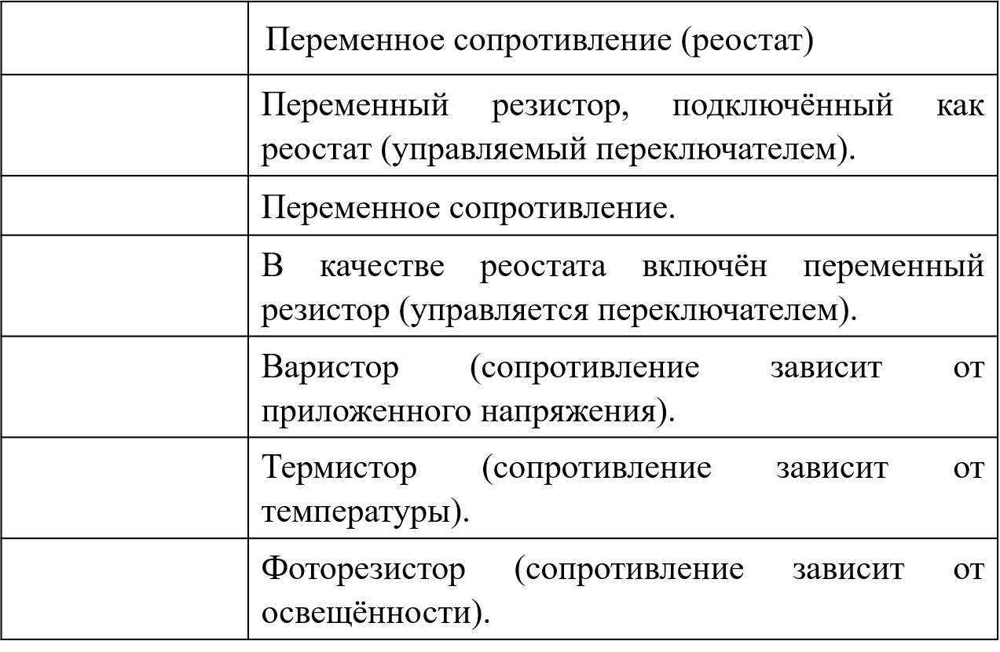 Переменное сопротивление (реостат)
Переменный резистор, подключённый как
реостат (управляемый переключателем).
Переменное сопротивление.
В качестве реостата включён переменный
резистор (управляется переключателем).
Варистор (сопротивление зависит от
приложенного напряжения).
Термистор (сопротивление зависит от
температуры).
Фоторезистор (сопротивление зависит от
освещённости).